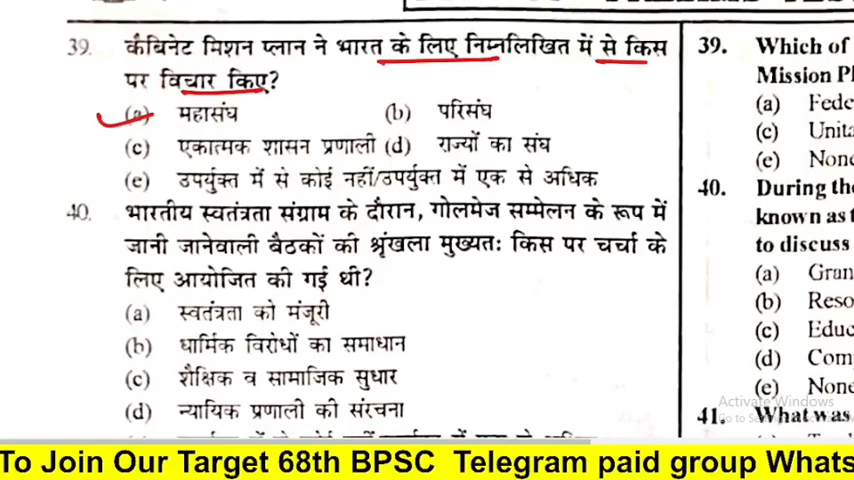 39. कैबिनेट मिशन प्लान ने भारत के लिए निम्नलिखित में से किस
पर विचार किए?
(a) महासंघ (b) परिसंघ
(c) एकात्मक शासन प्रणाली (d) राज्यों का संघ
(e) उपर्युक्त में से कोई नहीं/उपर्युक्त में एक से अधिक
40. भारतीय स्वतंत्रता संग्राम के दौरान, गोलमेज सम्मेलन के रूप में
जानी जानेवाली बैठकों की श्रृंखला मुख्यतः किस पर चर्चा के
लिए आयोजित की गई थी?
(a) स्वतंत्रता को मंजूरी
(b) धार्मिक विरोधों का समाधान
(c) शैक्षिक व सामाजिक सुधार
(d) न्यायिक प्रणाली की संरचना
39. Which of
Mission Pl
(a) Fede
(c) Unita
(e) None
40. During the
known as t
to discuss
(a) Gran
(b) Reso
(c) Educ
(d) Com
(e) None
41. What was
Activate Windows
Go to
To Join Our Target 68th BPSC Telegram paid group Whats